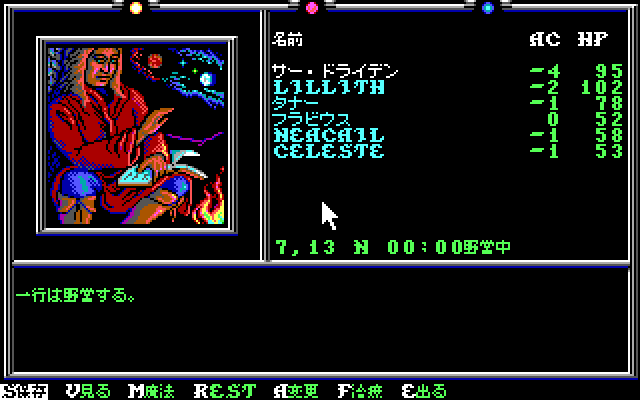 名前 AC HP
サー・ドライデン -4 95
LILLITH -2 102
タナー -1 78
フラビウス 0 52
NEACAIL -1 58
CELESTE -1 53
7,13 N 00:00野営中
一行は野営する。
S保存 V見る M魔法 REST A変更 F治療 E出る